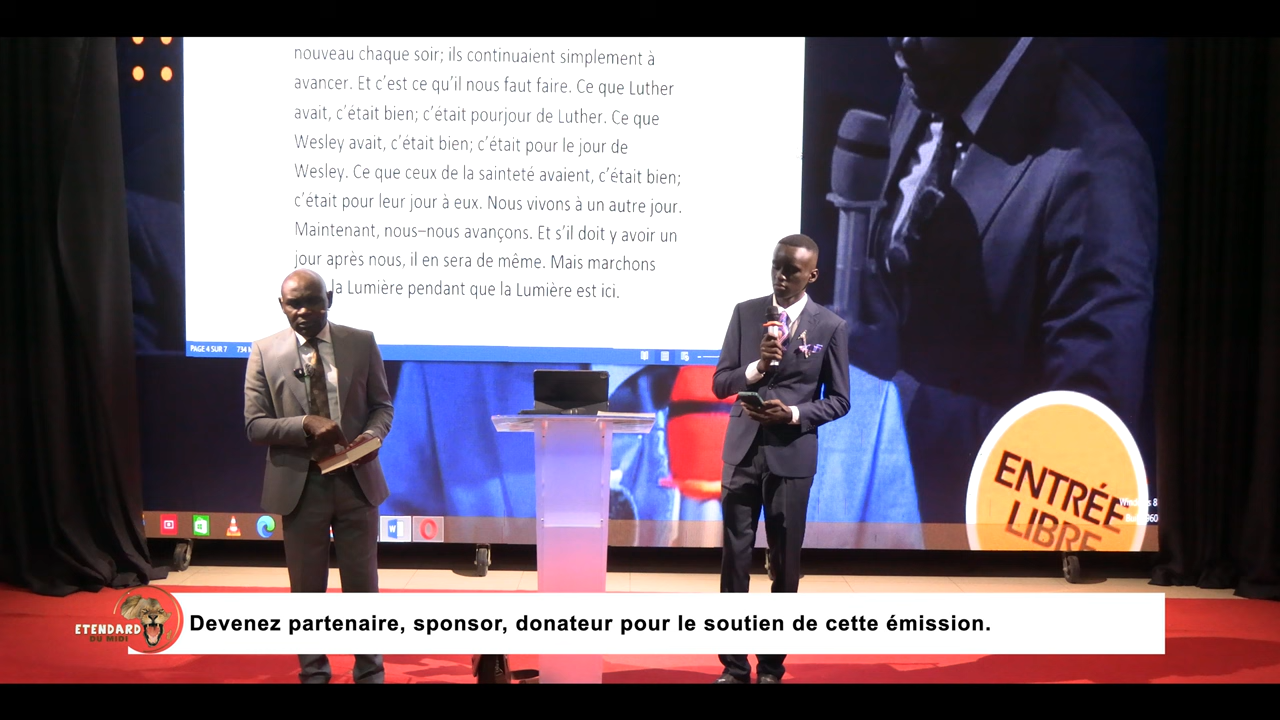 nouveau chaque soir; ils continuaient simplement à
avancer. Et c'est ce qu'il nous faut faire. Ce que Luther
avait, c'était bien; c'était pourjour de Luther. Ce que
Wesley avait, c'était bien; c'était pour le jour de
Wesley. Ce que ceux de la sainteté avaient, c'était bien;
c'était pour leur jour à eux. Nous vivons à un autre jour.
Maintenant, nous–nous avançons. Et s'il doit y avoir un
jour après nous, il en sera de même. Mais marchons
la Lumière pendant que la Lumière est ici.
PAGE 4 SUR 7 734
ENTRÉE
LIBRE
ETENDARD
DU MIDI
Devenez partenaire, sponsor, donateur pour le soutien de cette émission.